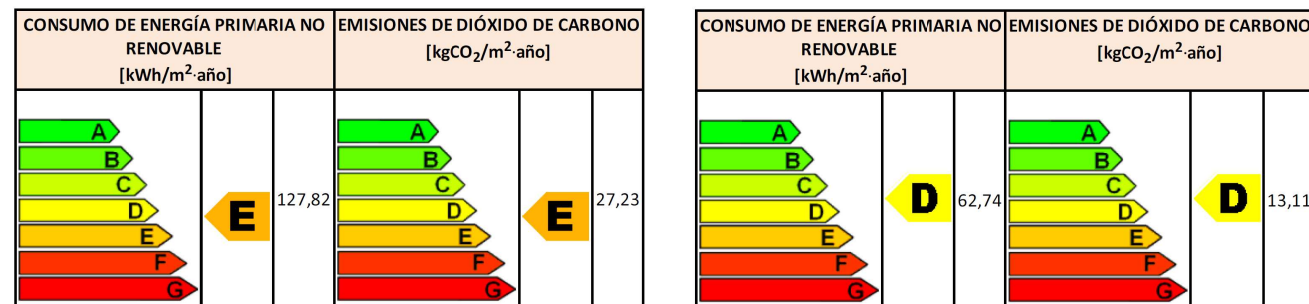 CONSUMO DE ENERGÍA PRIMARIA NO
RENOVABLE
[kWh/m²·año]
EMISIONES DE DIÓXIDO DE CARBONO
[kgCO₂/m²·año]
A
B
C
D
E
F
G
E
127,82
A
B
C
D
E
F
G
E
27,23
CONSUMO DE ENERGÍA PRIMARIA NO
RENOVABLE
[kWh/m²·año]
EMISIONES DE DIÓXIDO DE CARBONO
[kgCO₂/m²·año]
A
B
C
D
E
F
G
D
62,74
A
B
C
D
E
F
G
D
13,11